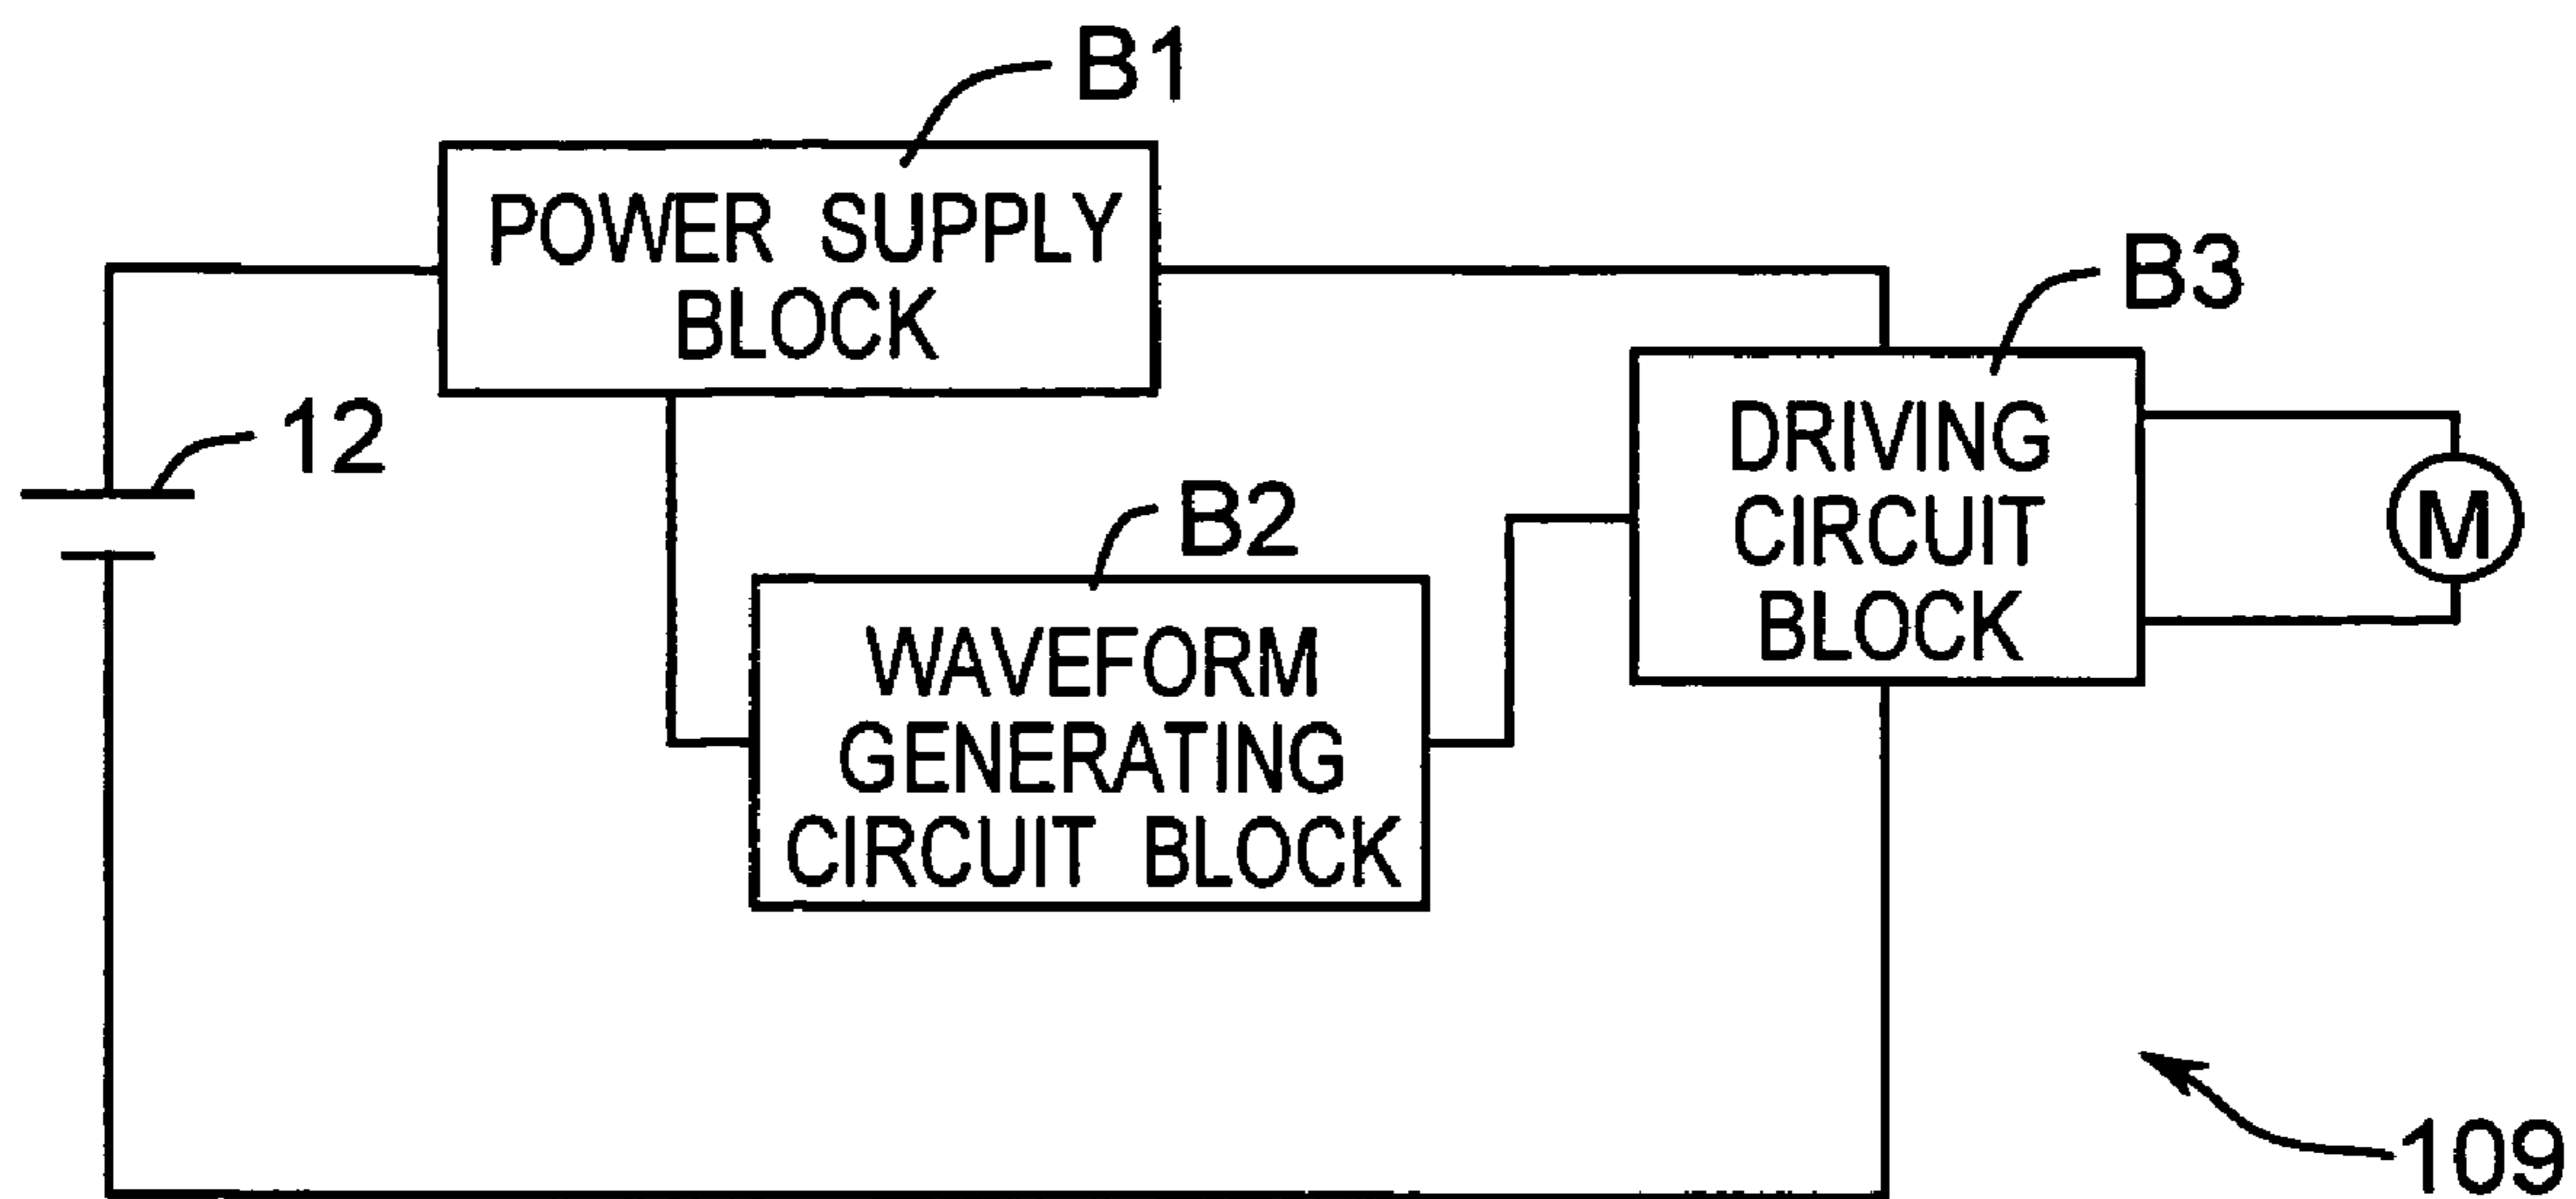 B1
POWER SUPPLY
BLOCK
B3
12
DRIVING
CIRCUIT
BLOCK
M
B2
WAVEFORM
GENERATING
CIRCUIT BLOCK
109